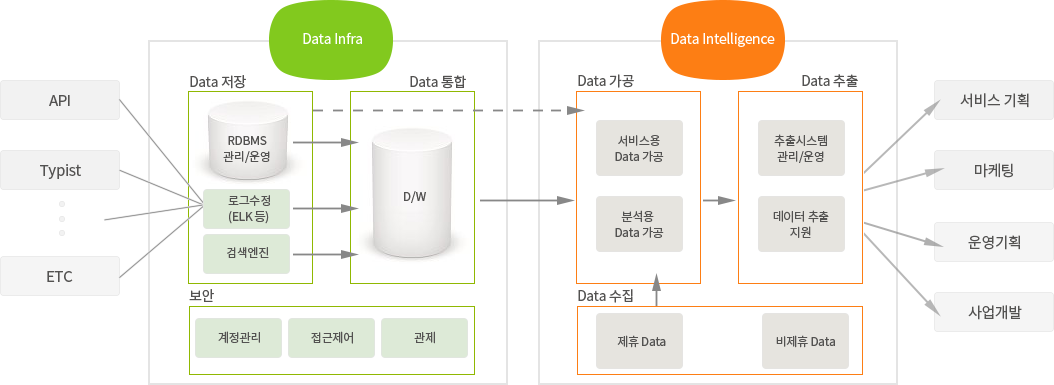 Data Infra
Data Intelligence
Data 저장
Data 통합
Data 가공
Data 추출
API
Typist
ETC
RDBMS
관리/운영
로그수정
(ELK 등)
검색엔진
D/W
보안
계정관리
접근제어
관제
서비스용
Data 가공
분석용
Data 가공
추출시스템
관리/운영
데이터 추출
지원
Data 수집
제휴 Data
비제휴 Data
서비스 기획
마케팅
운영기획
사업개발